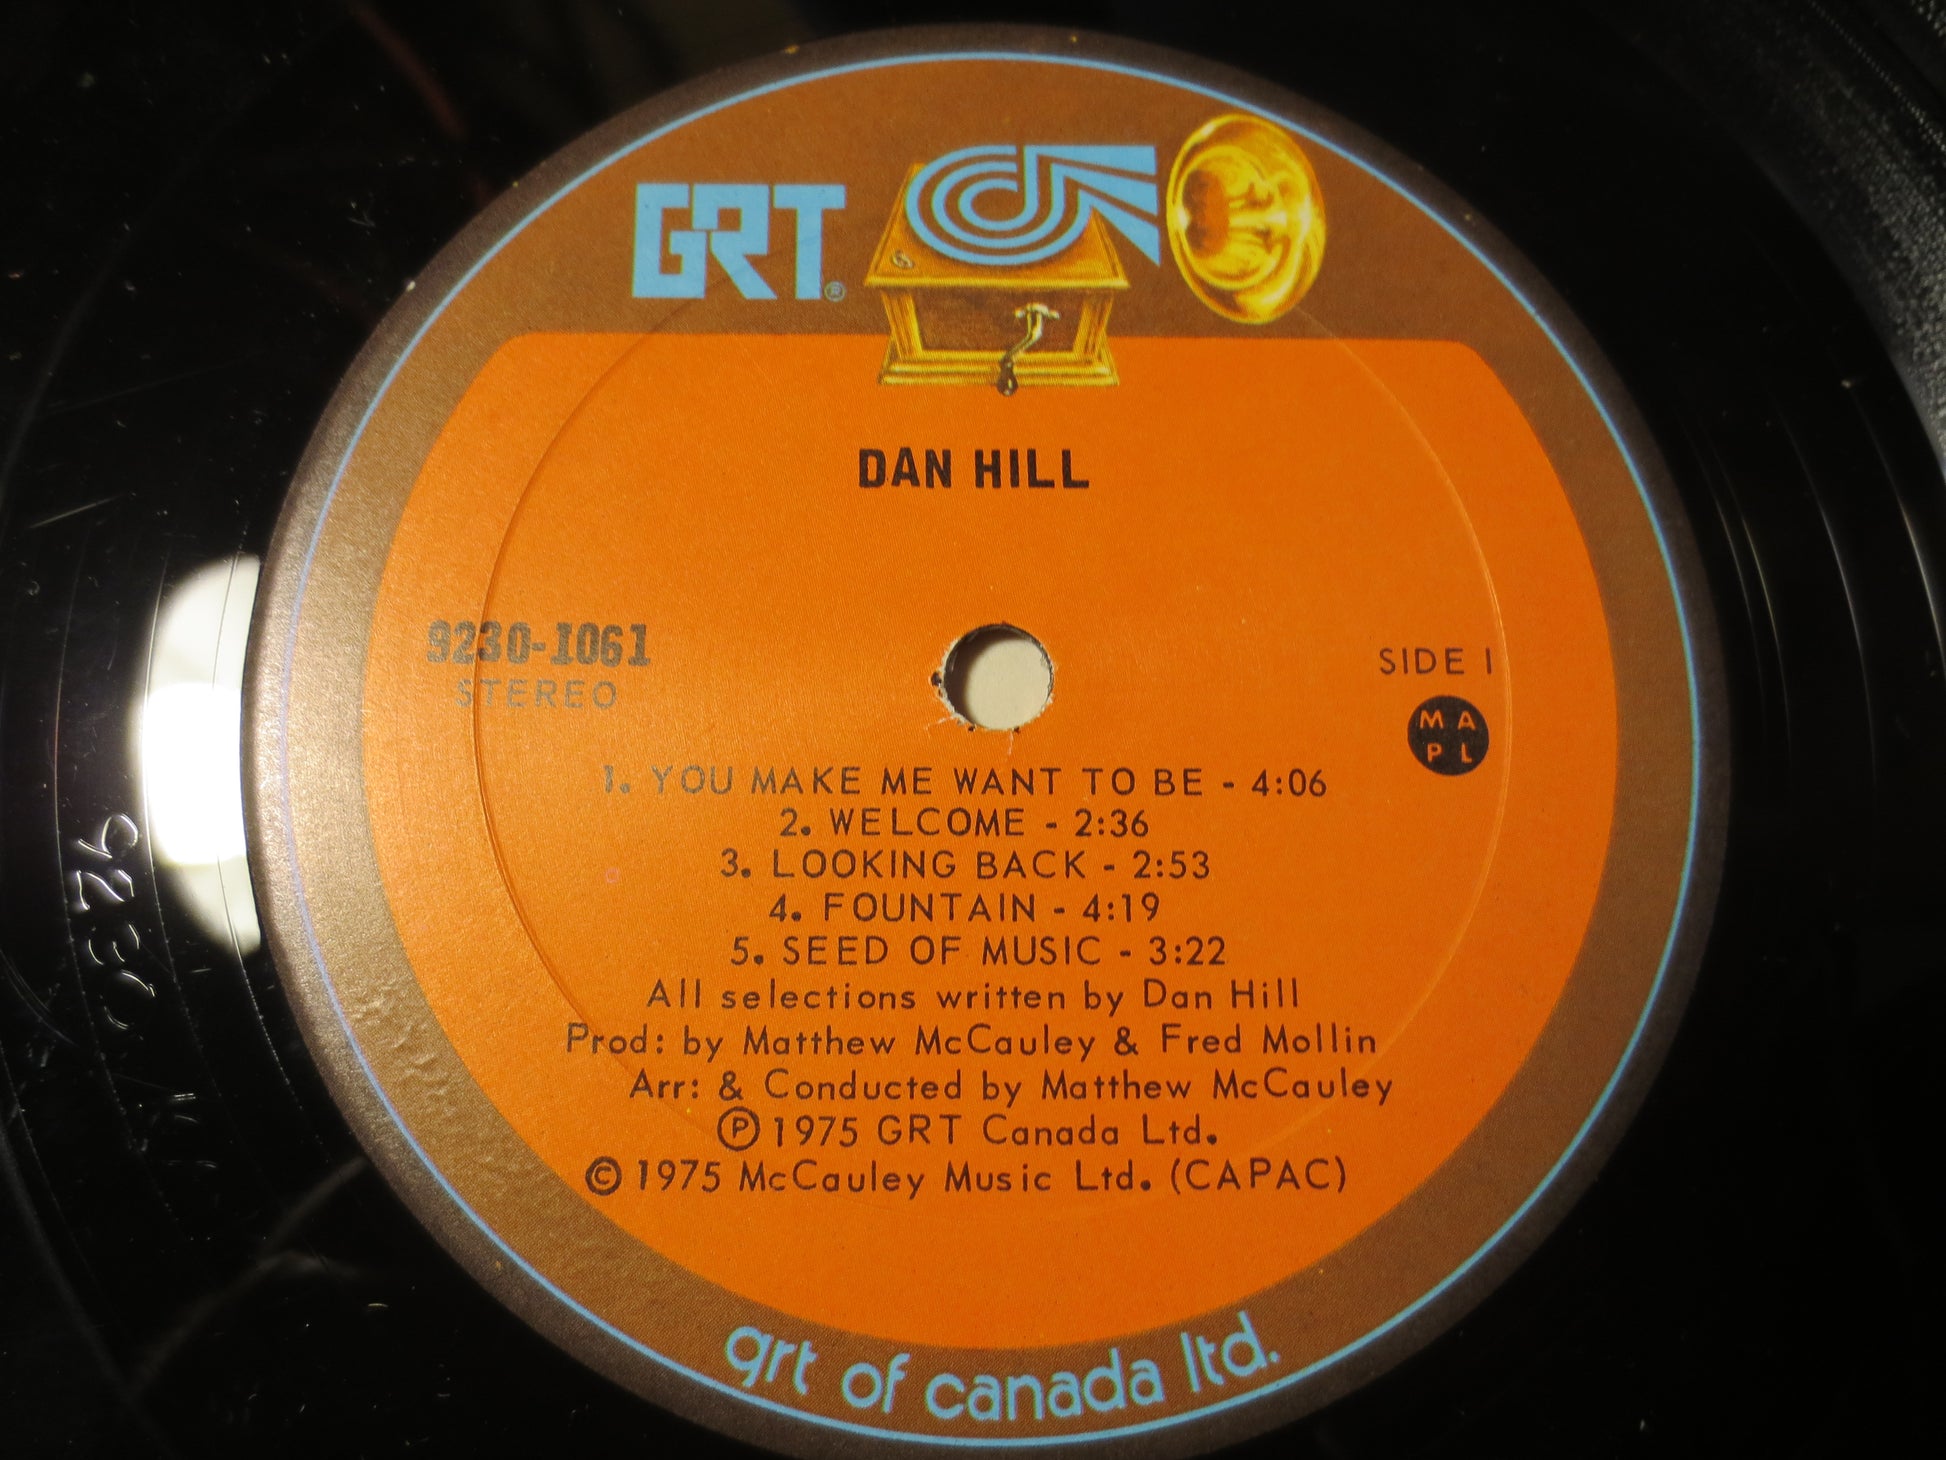 GRT®
DAN HILL
9230-1061
STEREO
SIDE 1
M A
P L
1. YOU MAKE ME WANT TO BE - 4:06
2. WELCOME - 2:36
3. LOOKING BACK - 2:53
4. FOUNTAIN - 4:19
5. SEED OF MUSIC - 3:22
All selections written by Dan Hill
Prod: by Matthew McCauley & Fred Mollin
Arr: & Conducted by Matthew McCauley
℗ 1975 GRT Canada Ltd.
© 1975 McCauley Music Ltd. (CAPAC)
grt of canada ltd.
9230